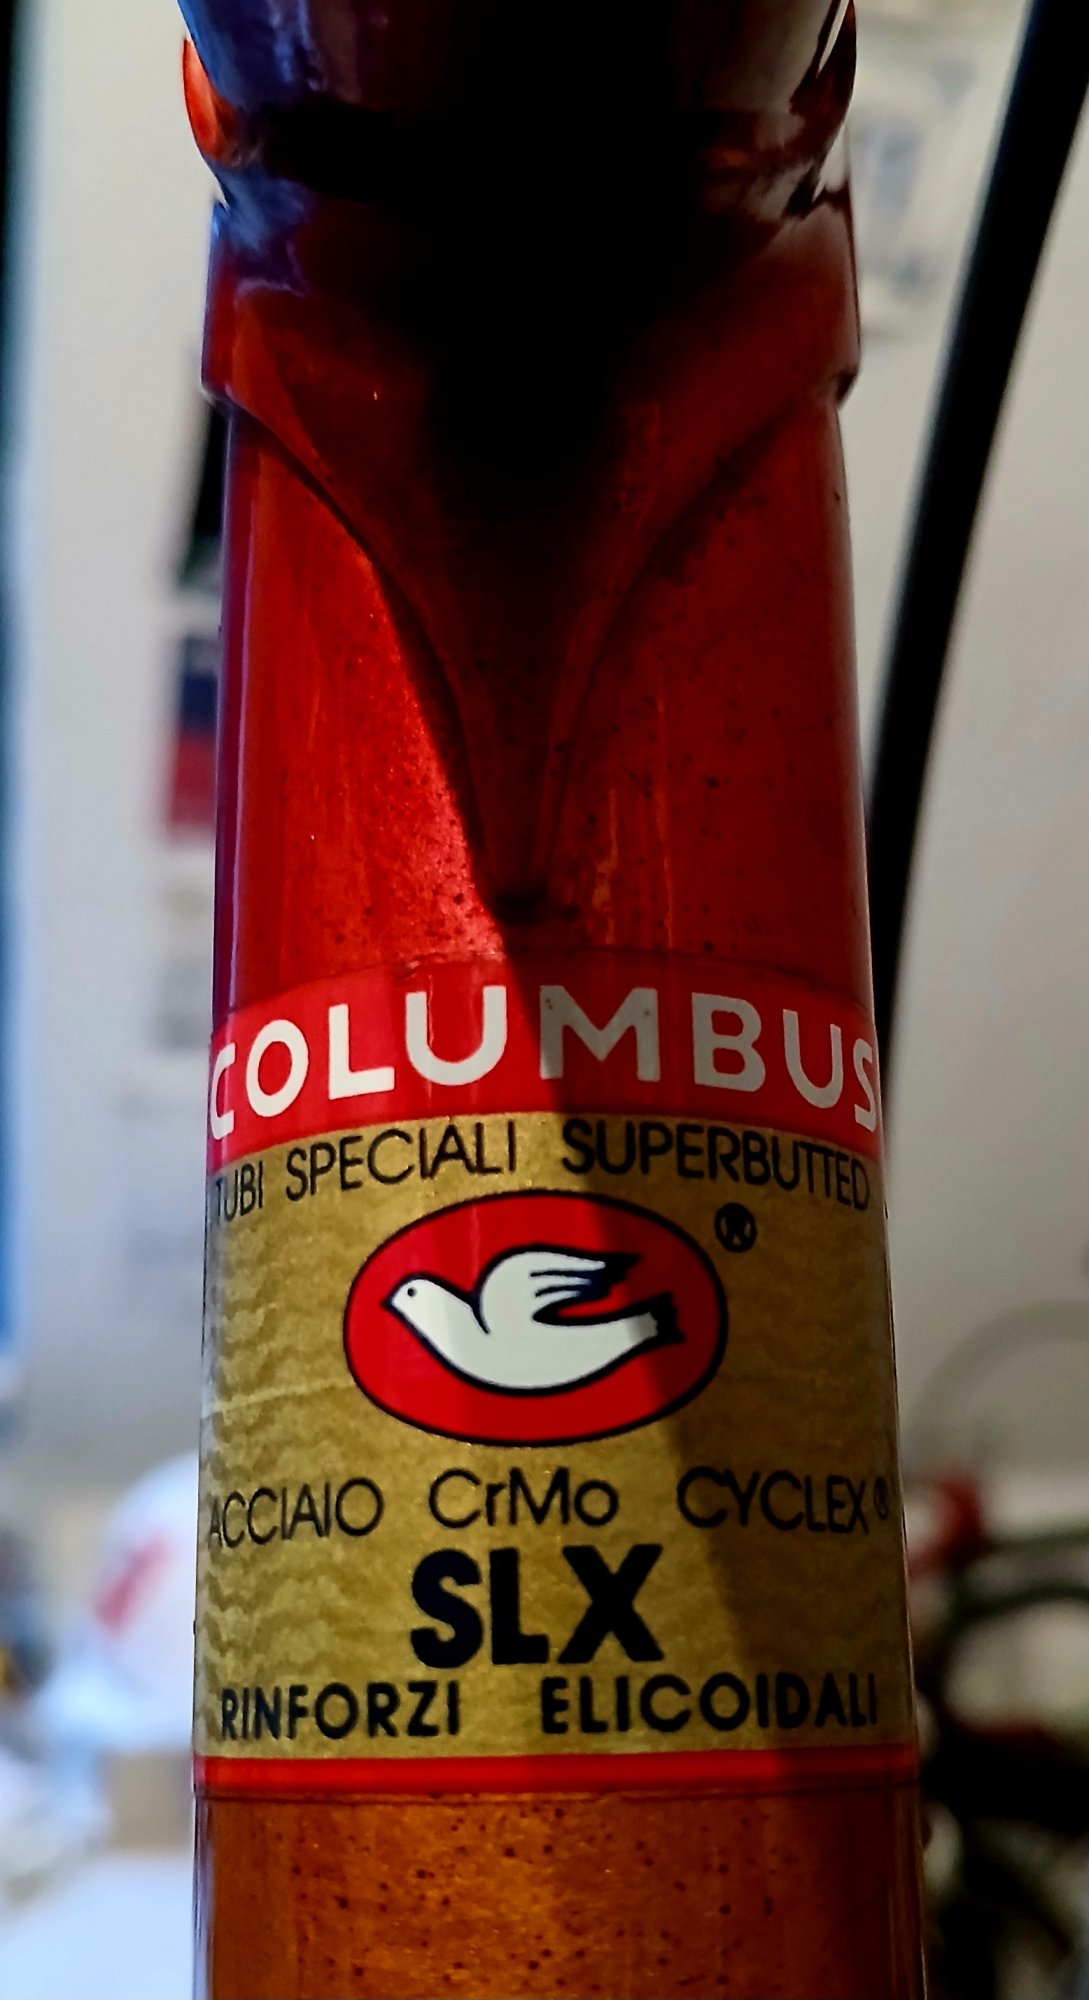 COLUMBUS
TUBI SPECIALI SUPERBUTTED
®
ACCIAIO CrMo CYCLEX®
SLX
RINFORZI ELICOIDALI